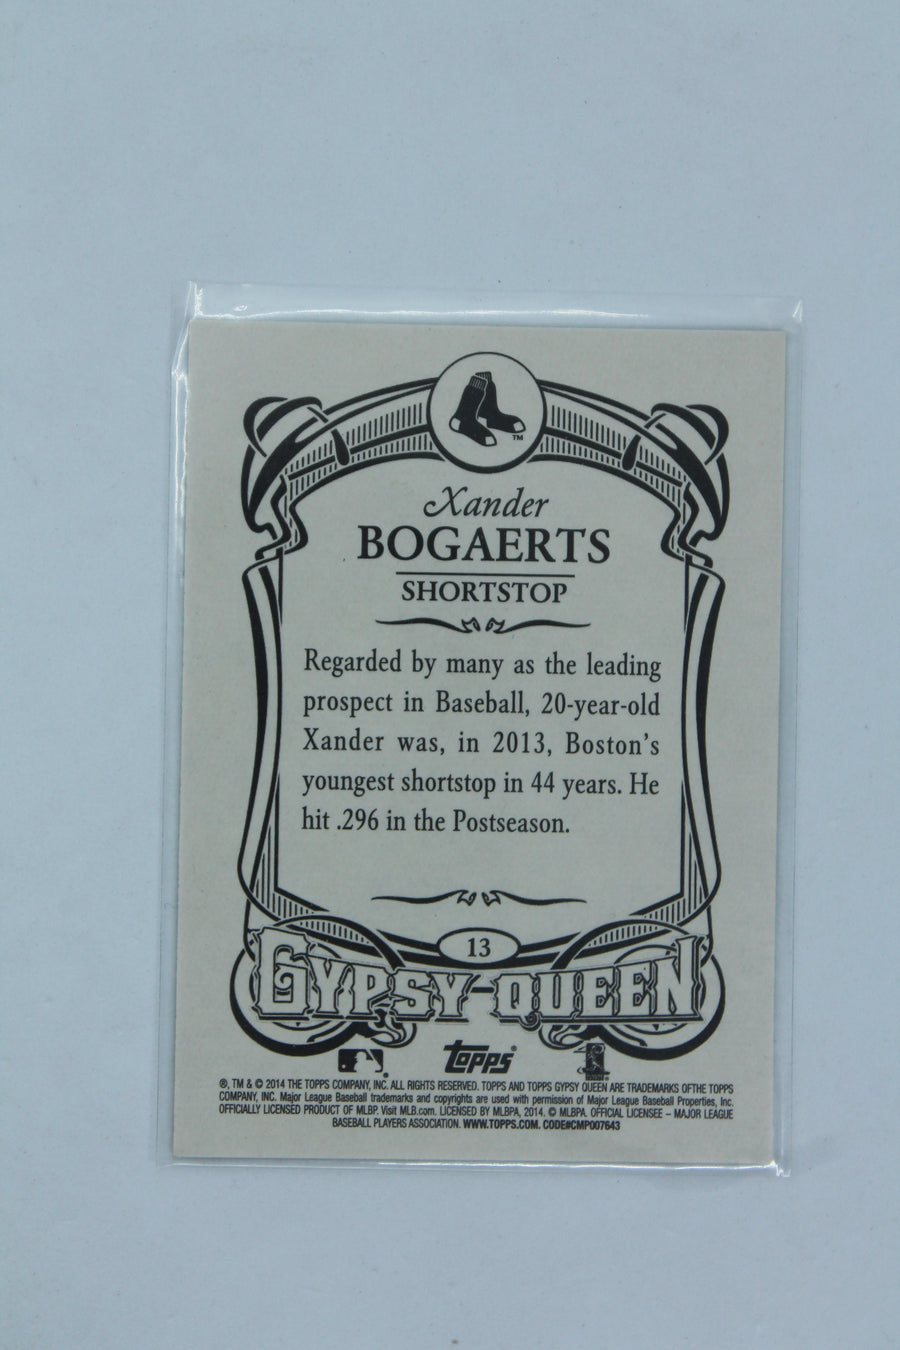 TM
Xander
BOGAERTS
SHORTSTOP
Regarded by many as the leading
prospect in Baseball, 20-year-old
Xander was, in 2013, Boston's
youngest shortstop in 44 years. He
hit .296 in the Postseason.
13
GYPSY QUEEN
Topps®
®, TM & © 2014 THE TOPPS COMPANY, INC. ALL RIGHTS RESERVED. TOPPS AND TOPPS GYPSY QUEEN ARE TRADEMARKS OFTHE TOPPS
COMPANY, INC. Major League Baseball trademarks and copyrights are used with permission of Major League Baseball Properties, Inc.
OFFICIALLY LICENSED PRODUCT OF MLBP. Visit MLB.com. LICENSED BY MLBPA, 2014. © MLBPA. OFFICIAL LICENSEE – MAJOR LEAGUE
BASEBALL PLAYERS ASSOCIATION. WWW.TOPPS.COM. CODE#CMP007643